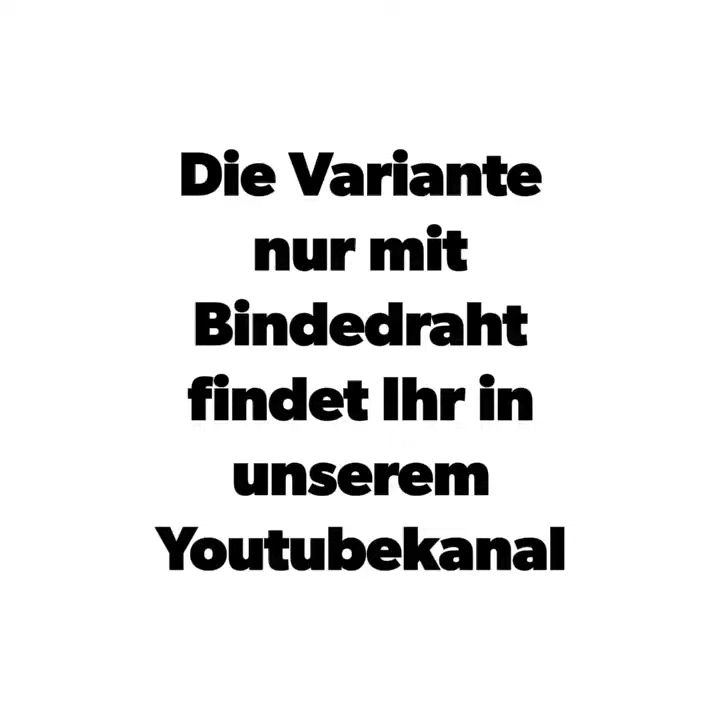 Die Variante
nur mit
Bindedraht
findet Ihr in
unserem
Youtubekanal